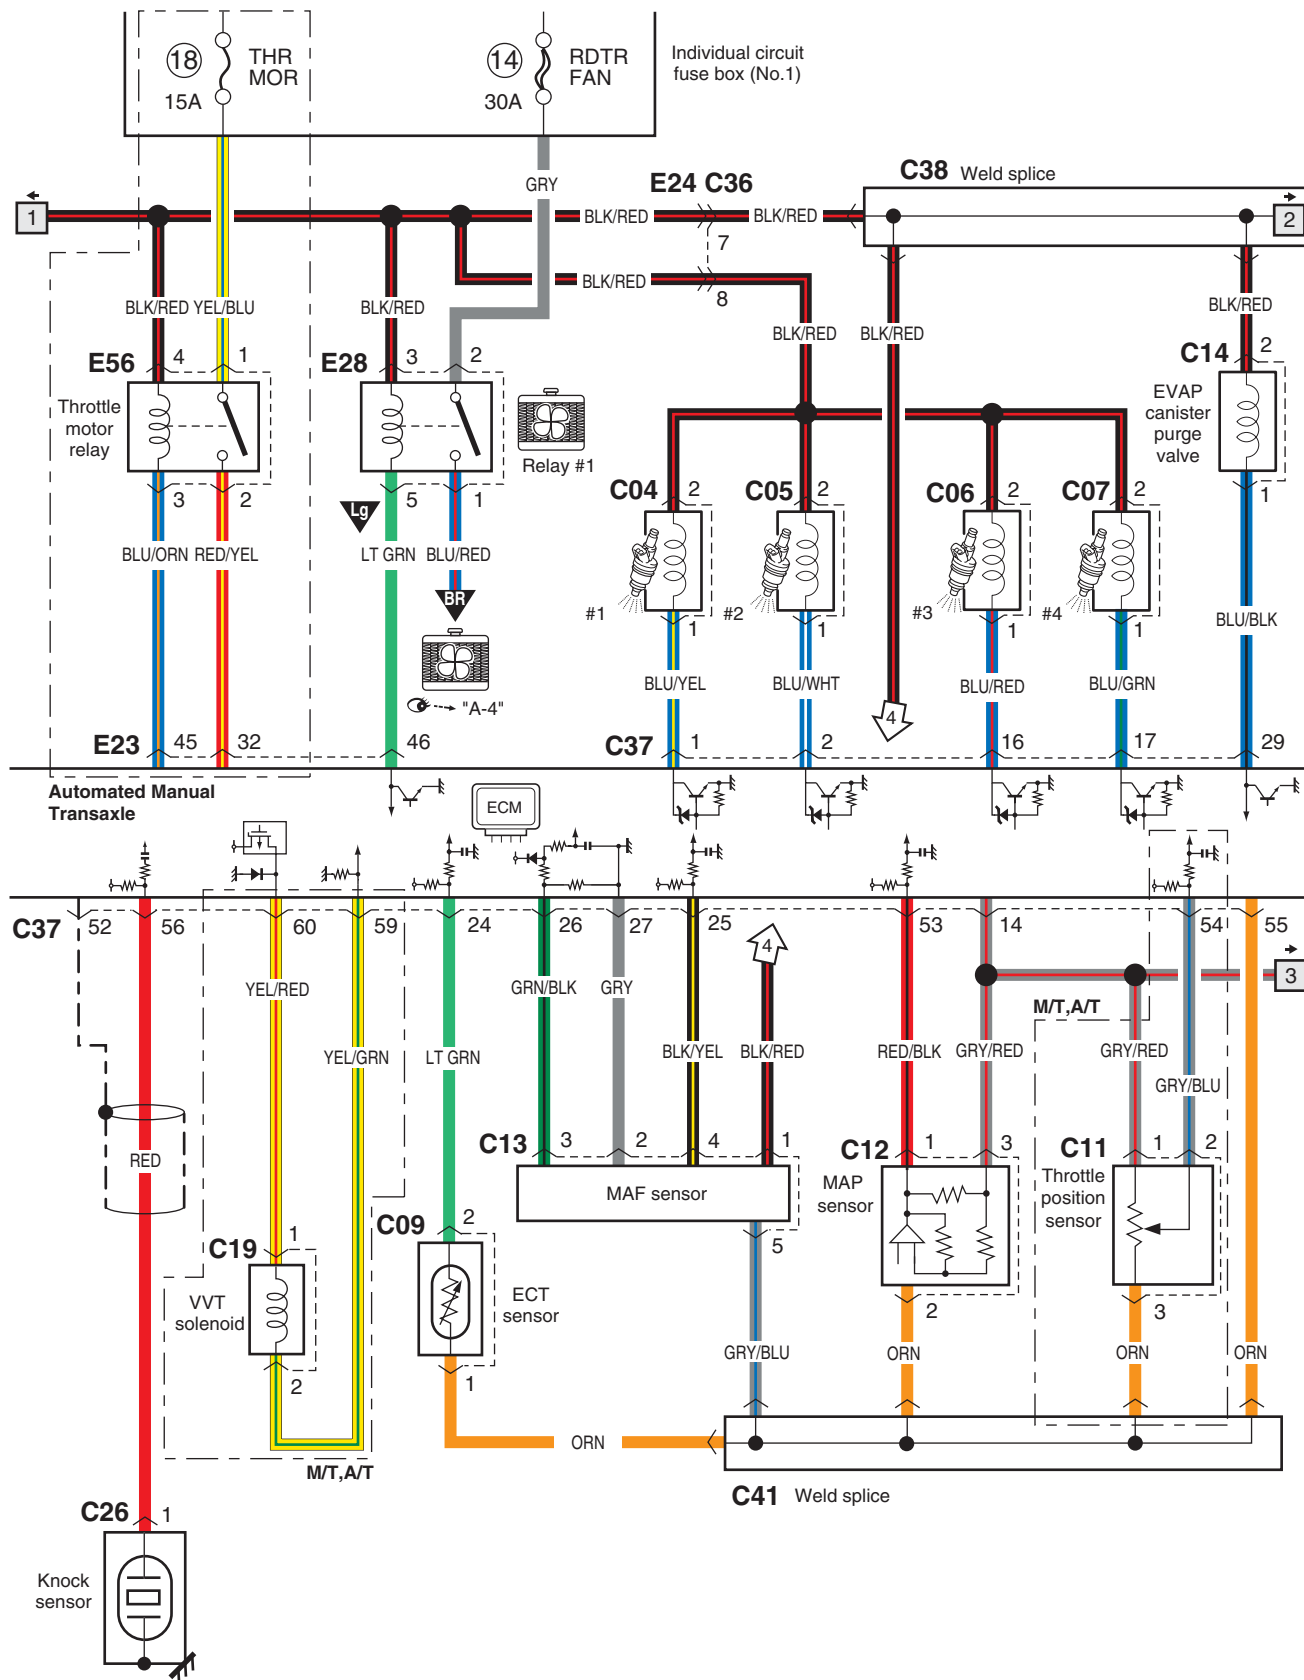 18
THR
MOR
15A
14
RDTR
FAN
30A
Individual circuit
fuse box (No.1)
GRY
E24 C36
C38 Weld splice
1
BLK/RED
BLK/RED
2
7
BLK/RED
8
BLK/RED
YEL/BLU
BLK/RED
BLK/RED
BLK/RED
BLK/RED
E56
4
1
E28
3
2
C14
2
Throttle
motor
relay
Relay #1
EVAP
canister
purge
valve
3
2
Lg
5
1
C04
2
C05
2
C06
2
C07
2
1
BLU/ORN
RED/YEL
LT GRN
BLU/RED
BR
#1
1
#2
1
#3
1
#4
1
BLU/BLK
"A-4"
BLU/YEL
BLU/WHT
BLU/RED
BLU/GRN
4
E23
45
32
46
C37
1
2
16
17
29
Automated Manual
Transaxle
ECM
C37
52
56
60
59
24
26
27
25
53
14
54
55
4
3
YEL/RED
GRN/BLK
GRY
M/T,A/T
YEL/GRN
LT GRN
BLK/YEL
BLK/RED
RED/BLK
GRY/RED
GRY/RED
GRY/BLU
RED
C13
3
2
4
1
C12
1
3
C11
1
2
MAF sensor
MAP
sensor
Throttle
position
sensor
C19
1
C09
2
5
VVT
solenoid
ECT
sensor
2
3
2
1
GRY/BLU
ORN
ORN
ORN
ORN
M/T,A/T
C41 Weld splice
C26
1
Knock
sensor